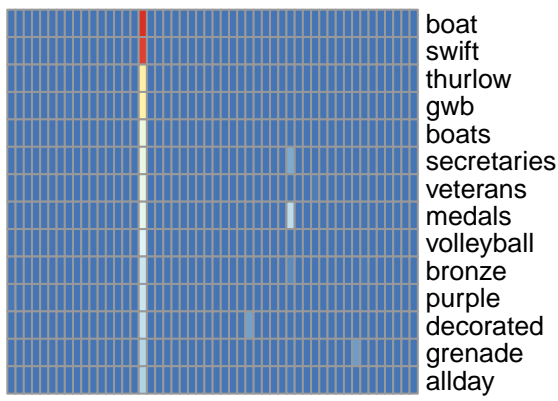 boat
swift
thurlow
gwb
boats
secretaries
veterans
medals
volleyball
bronze
purple
decorated
grenade
allday